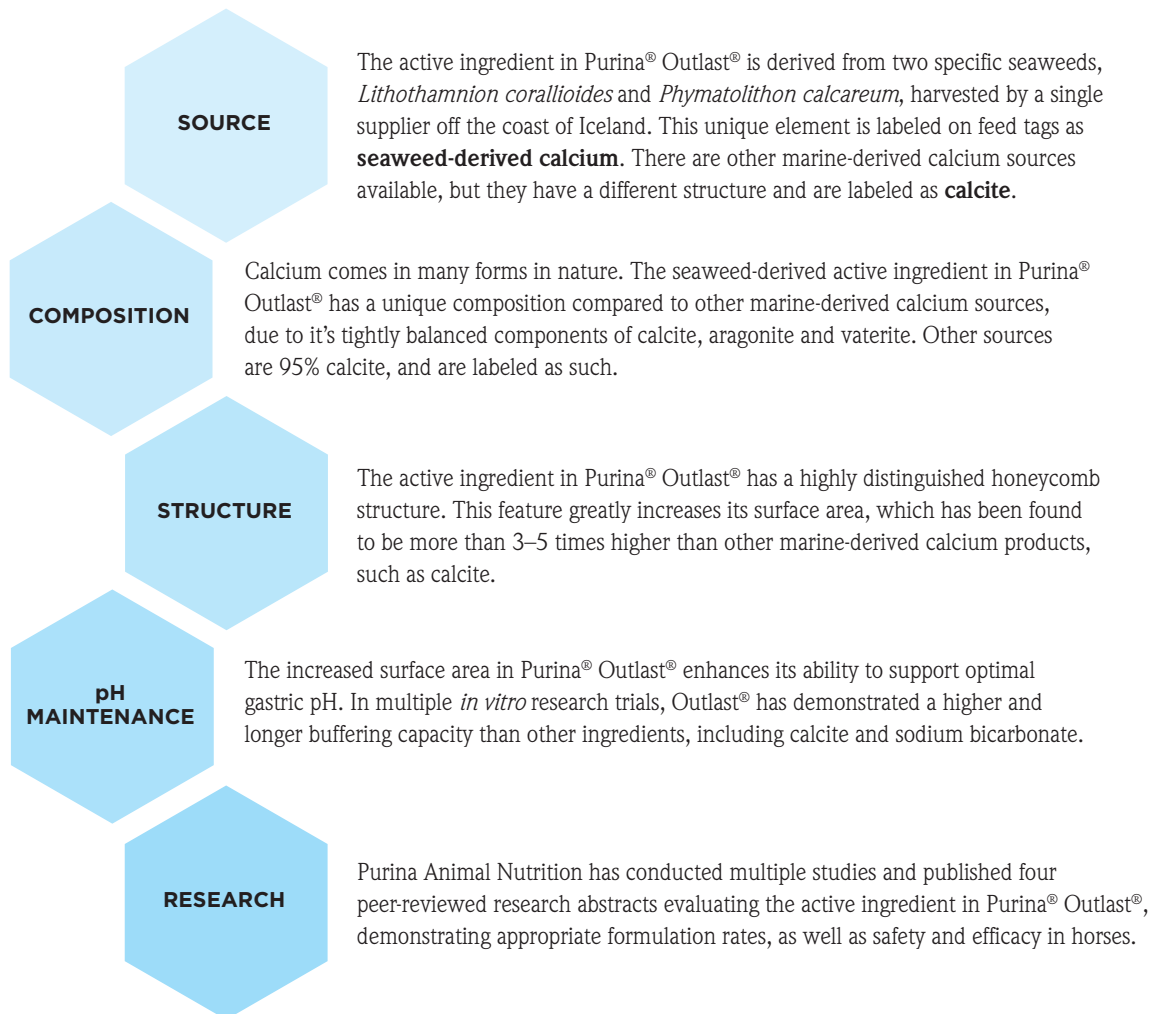 SOURCE
The active ingredient in Purina® Outlast® is derived from two specific seaweeds,
Lithothamnion corallioides and Phymatolithon calcareum, harvested by a single
supplier off the coast of Iceland. This unique element is labeled on feed tags as
seaweed-derived calcium. There are other marine-derived calcium sources
available, but they have a different structure and are labeled as calcite.
COMPOSITION
Calcium comes in many forms in nature. The seaweed-derived active ingredient in Purina®
Outlast® has a unique composition compared to other marine-derived calcium sources,
due to it's tightly balanced components of calcite, aragonite and vaterite. Other sources
are 95% calcite, and are labeled as such.
STRUCTURE
The active ingredient in Purina® Outlast® has a highly distinguished honeycomb
structure. This feature greatly increases its surface area, which has been found
to be more than 3–5 times higher than other marine-derived calcium products,
such as calcite.
pH
MAINTENANCE
The increased surface area in Purina® Outlast® enhances its ability to support optimal
gastric pH. In multiple in vitro research trials, Outlast® has demonstrated a higher and
longer buffering capacity than other ingredients, including calcite and sodium bicarbonate.
RESEARCH
Purina Animal Nutrition has conducted multiple studies and published four
peer-reviewed research abstracts evaluating the active ingredient in Purina® Outlast®,
demonstrating appropriate formulation rates, as well as safety and efficacy in horses.